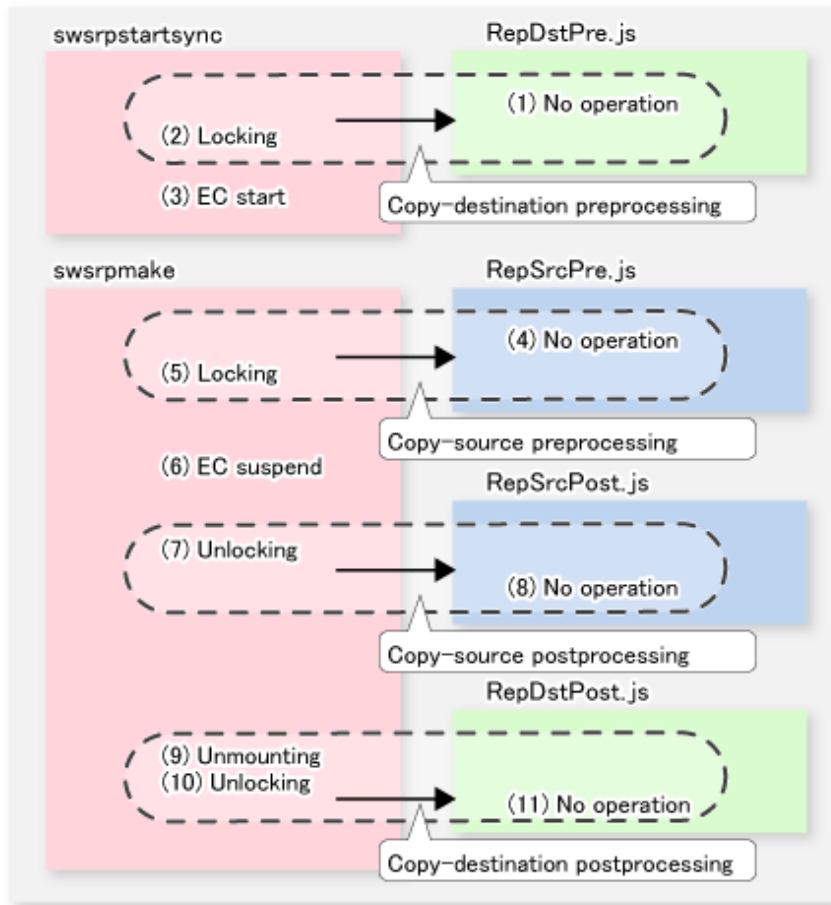 swsrpstartsync
RepDstPre.js
(1) No operation
(2) Locking
(3) EC start
Copy-destination preprocessing
swsrpmake
RepSrcPre.js
(4) No operation
(5) Locking
Copy-source preprocessing
(6) EC suspend
RepSrcPost.js
(7) Unlocking
(8) No operation
Copy-source postprocessing
RepDstPost.js
(9) Unmounting
(10) Unlocking
(11) No operation
Copy-destination postprocessing